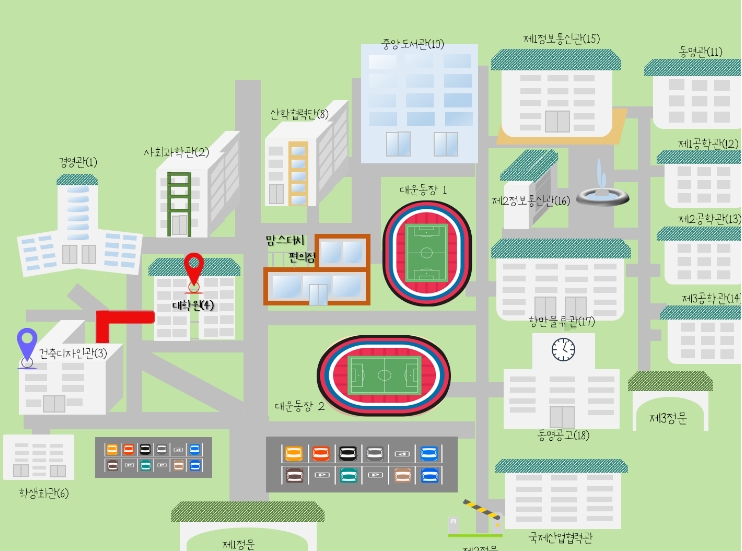 중앙도서관(10)
제1정보통신관(15)
동명관(11)
산학협력단(8)
제1공학관(12)
사회과학관(2)
경영관(1)
대운동장 1
제2정보통신관(16)
제2공학관(13)
맘스터치
편의점
제3공학관(14)
대학원(4)
항만물류관(17)
건축디자인관(3)
대운동장 2
제3정문
동명공고(18)
학생회관(6)
국제산업협력관
제1정문
제2정문